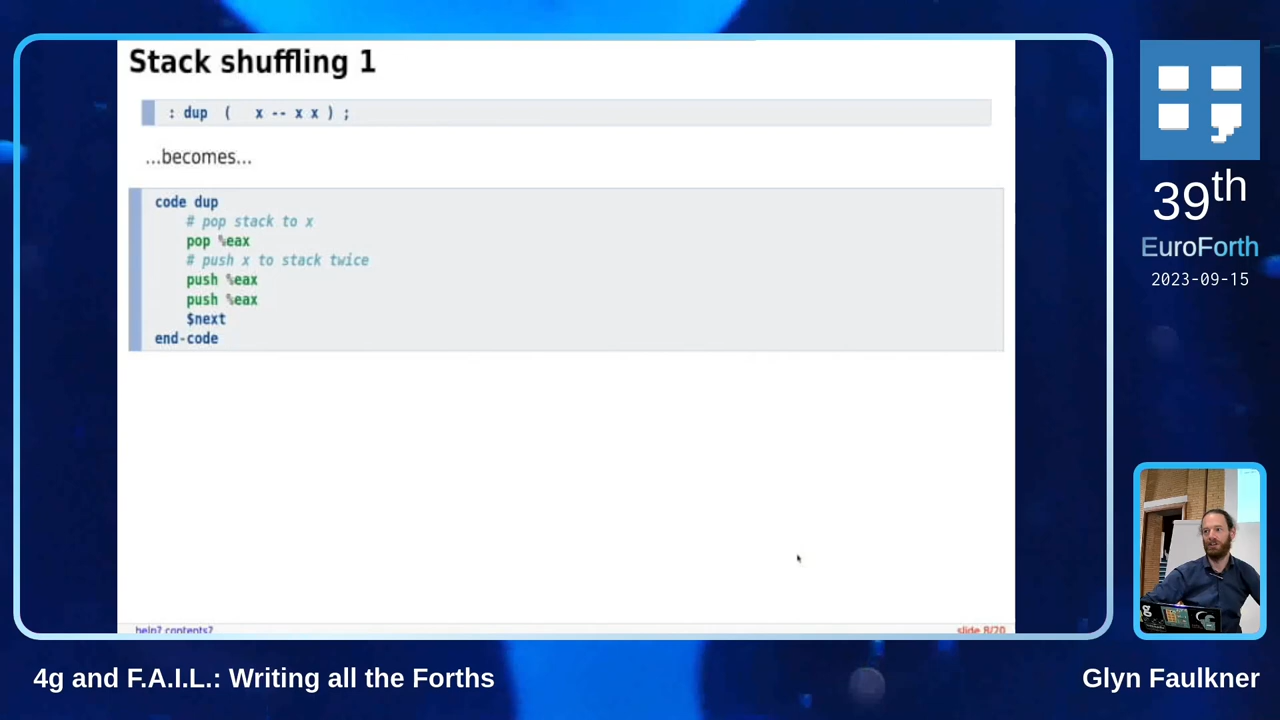 Stack shuffling 1
: dup  (   x -- x x ) ;
...becomes...
code dup
# pop stack to x
pop %eax
# push x to stack twice
push %eax
push %eax
$next
end-code
help? contents?
slide 8/20
39th
EuroForth
2023-09-15
4g and F.A.I.L.: Writing all the Forths
Glyn Faulkner